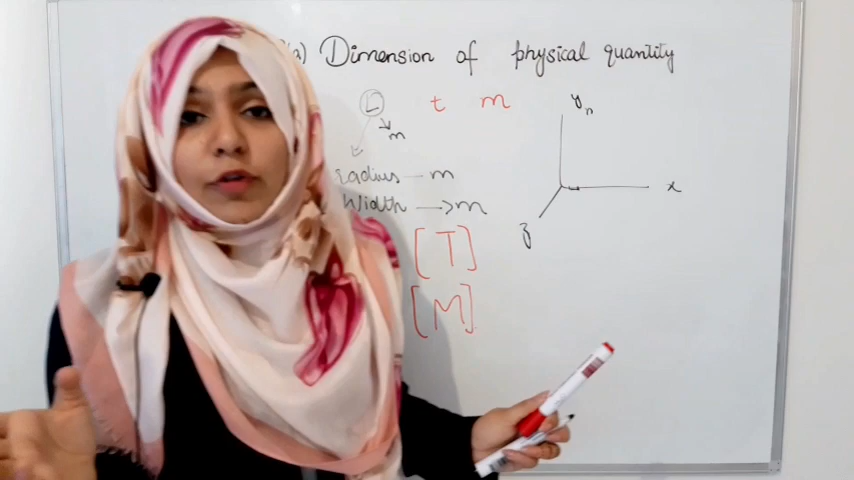 a) Dimension of physical quantity
L t m
m
radius m
width → m
[T]
[M]
y
x
z